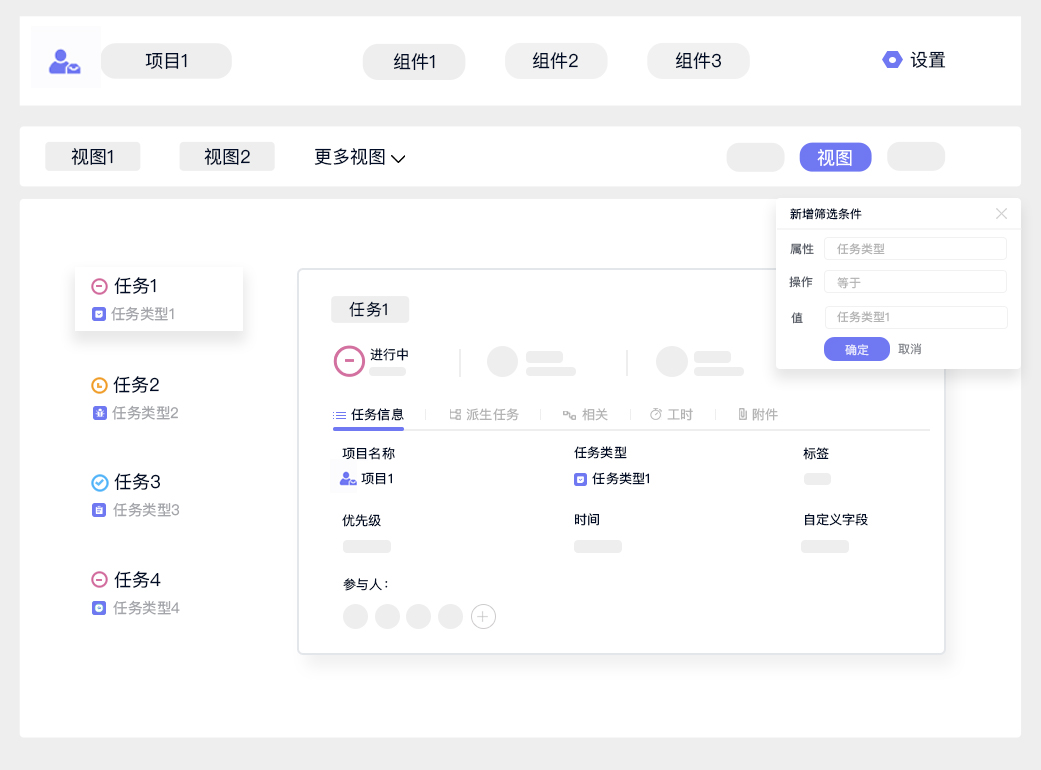 项目1
组件1
组件2
组件3
设置
视图1
视图2
更多视图
视图
新增筛选条件
属性 任务类型
操作 等于
值 任务类型1
确定 取消
任务1
任务类型1
任务2
任务类型2
任务3
任务类型3
任务4
任务类型4
任务1
进行中
任务信息 派生任务 相关 工时 附件
项目名称 任务类型 标签
项目1 任务类型1
优先级 时间 自定义字段
参与人：